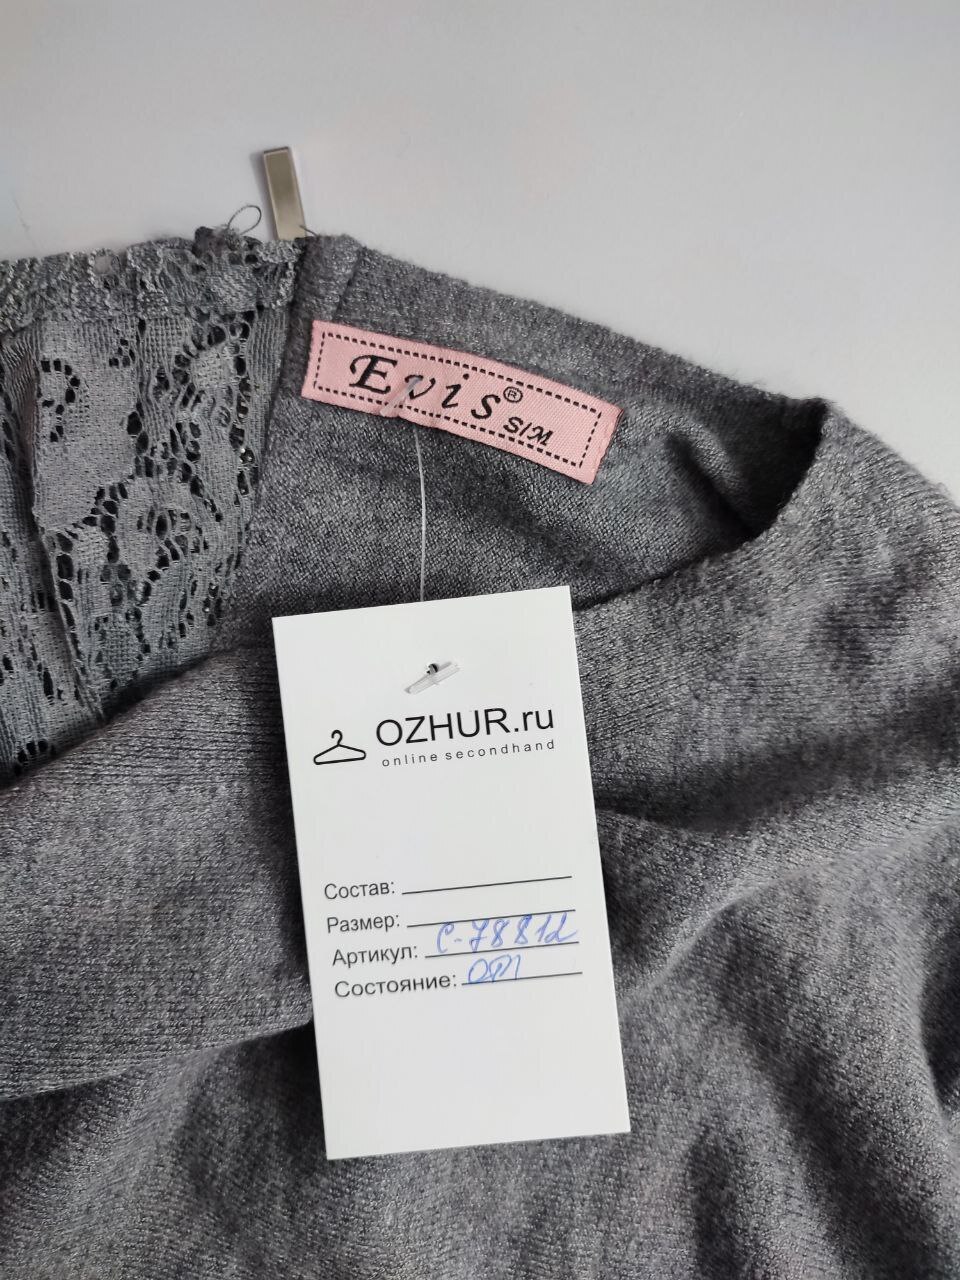 Evis®
S/M
OZHUR.ru
online secondhand
Состав:
Размер:
Артикул: С-78812
Состояние: